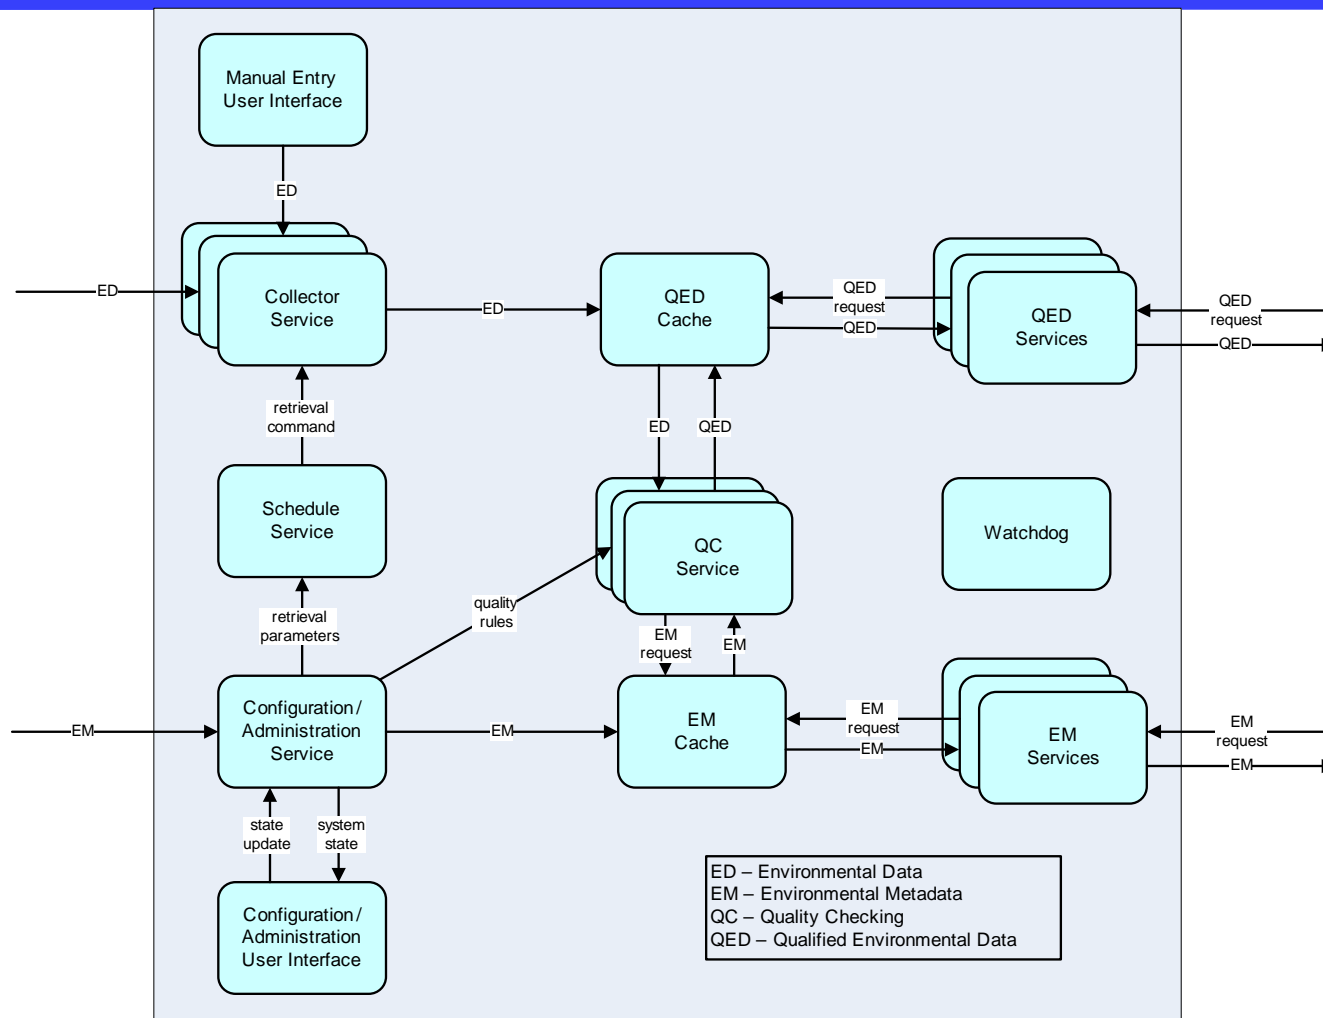 Manual Entry
User Interface
ED
ED
Collector
Service
ED
QED
Cache
QED
request
QED
QED
Services
QED
request
QED
retrieval
command
ED
QED
Schedule
Service
QC
Service
Watchdog
retrieval
parameters
quality
rules
EM
request
EM
EM
Configuration/
Administration
Service
EM
EM
Cache
EM
request
EM
EM
Services
EM
request
EM
state
update
system
state
Configuration/
Administration
User Interface
ED – Environmental Data
EM – Environmental Metadata
QC – Quality Checking
QED – Qualified Environmental Data